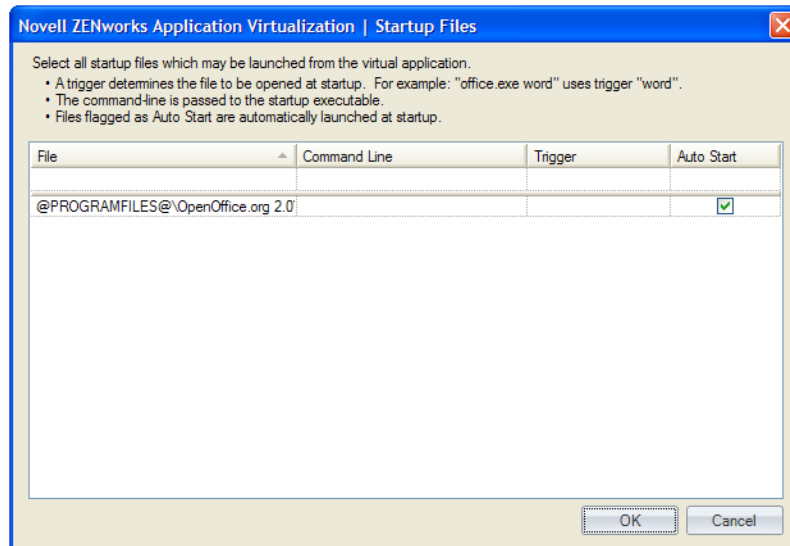 Novell ZENworks Application Virtualization | Startup Files
Select all startup files which may be launched from the virtual application.
• A trigger determines the file to be opened at startup. For example: "office.exe word" uses trigger "word".
• The command-line is passed to the startup executable.
• Files flagged as Auto Start are automatically launched at startup.
File Command Line Trigger Auto Start
@PROGRAMFILES@\OpenOffice.org 2.0
OK Cancel